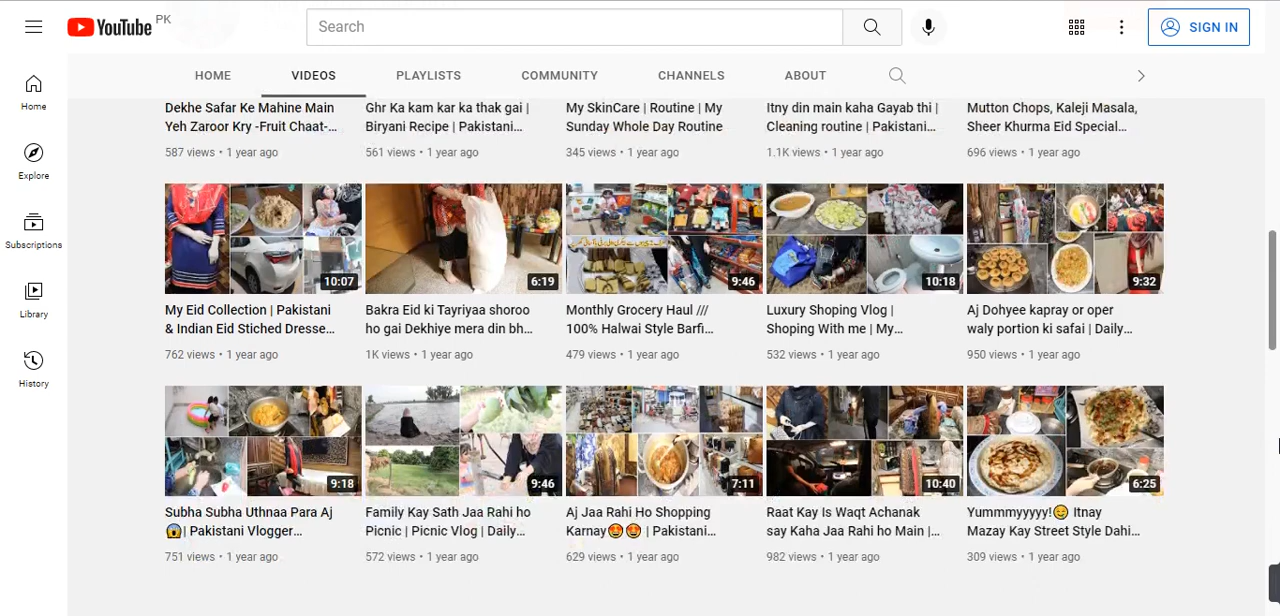 YouTube PK
Search
SIGN IN
HOME
VIDEOS
PLAYLISTS
COMMUNITY
CHANNELS
ABOUT
Home
Explore
Subscriptions
Library
History
Dekhe Safar Ke Mahine Main
Yeh Zaroor Kry -Fruit Chaat-...
587 views • 1 year ago
Ghr Ka kam kar ka thak gai |
Biryani Recipe | Pakistani...
561 views • 1 year ago
My SkinCare | Routine | My
Sunday Whole Day Routine
345 views • 1 year ago
Itny din main kaha Gayab thi |
Cleaning routine | Pakistani...
1.1K views • 1 year ago
Mutton Chops, Kaleji Masala,
Sheer Khurma Eid Special...
696 views • 1 year ago
10:07
My Eid Collection | Pakistani
& Indian Eid Stiched Dresse...
762 views • 1 year ago
6:19
Bakra Eid ki Tayriyaa shoroo
ho gai Dekhiye mera din bh...
1K views • 1 year ago
9:46
Monthly Grocery Haul ///
100% Halwai Style Barfi...
479 views • 1 year ago
10:18
Luxury Shoping Vlog |
Shoping With me | My...
532 views • 1 year ago
9:32
Aj Dohyee kapray or oper
waly portion ki safai | Daily...
950 views • 1 year ago
9:18
Subha Subha Uthnaa Para Aj
😱| Pakistani Vlogger...
751 views • 1 year ago
9:46
Family Kay Sath Jaa Rahi ho
Picnic | Picnic Vlog | Daily...
572 views • 1 year ago
7:11
Aj Jaa Rahi Ho Shopping
Karnay🤩🤩 | Pakistani...
629 views • 1 year ago
10:40
Raat Kay Is Waqt Achanak
say Kaha Jaa Rahi ho Main |...
982 views • 1 year ago
6:25
Yummmyyyyy!😋 Itnay
Mazay Kay Street Style Dahi...
309 views • 1 year ago